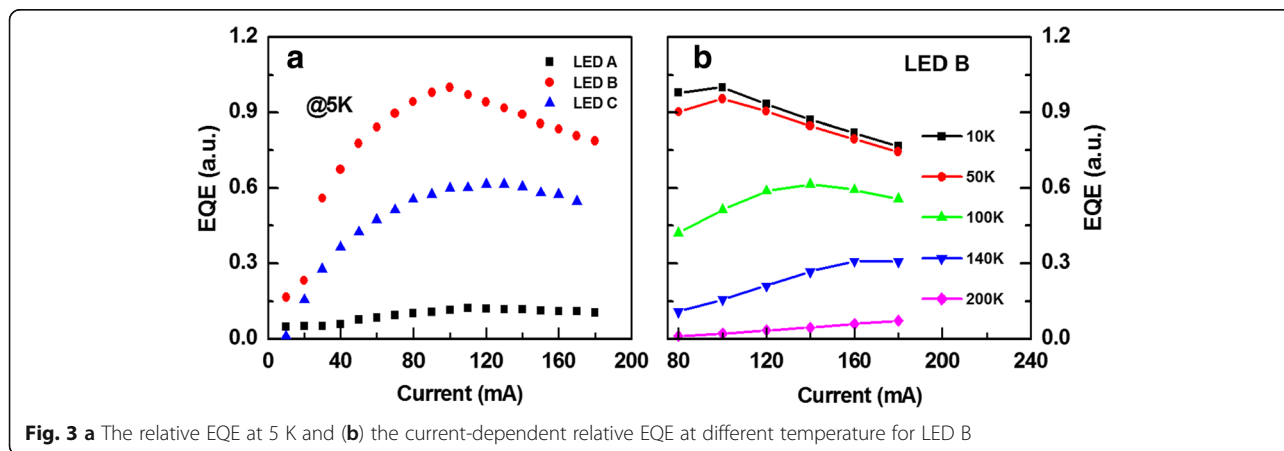 a
LED A
LED B
LED C
@5K
EQE (a.u.)
1.2
0.9
0.6
0.3
0.0
0 40 80 120 160 200
Current (mA)
b
LED B
10K
50K
100K
140K
200K
EQE (a.u.)
1.2
0.9
0.6
0.3
0.0
80 120 160 200 240
Current (mA)
Fig. 3 a The relative EQE at 5 K and (b) the current-dependent relative EQE at different temperature for LED B